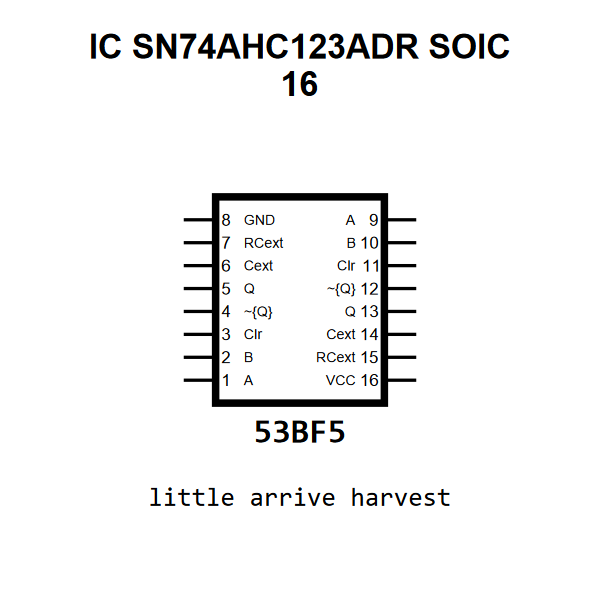 IC SN74AHC123ADR SOIC
16
8 GND A 9
7 RCext B 10
6 Cext Clr 11
5 Q ~{Q} 12
4 ~{Q} Q 13
3 Clr Cext 14
2 B RCext 15
1 A VCC 16
53BF5
little arrive harvest